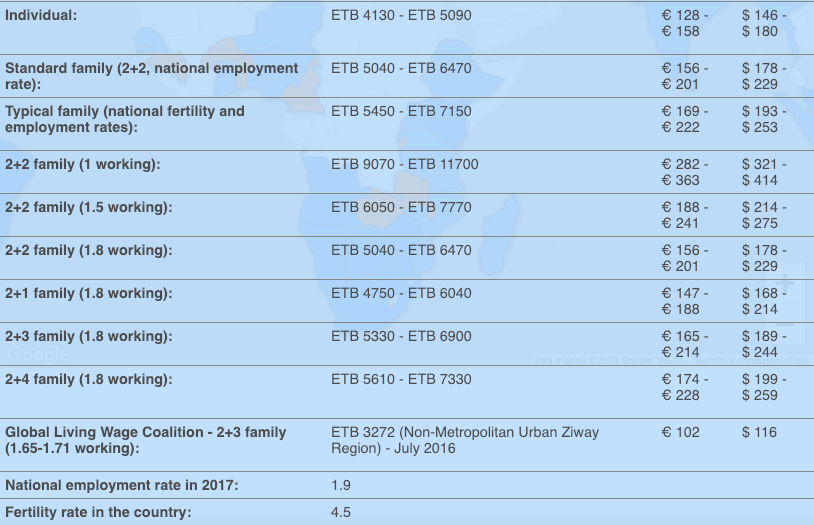 Individual: ETB 4130 - ETB 5090 € 128 - $ 146 -
€ 158 $ 180
Standard family (2+2, national employment ETB 5040 - ETB 6470 € 156 - $ 178 -
rate): € 201 $ 229
Typical family (national fertility and ETB 5450 - ETB 7150 € 169 - $ 193 -
employment rates): € 222 $ 253
2+2 family (1 working): ETB 9070 - ETB 11700 € 282 - $ 321 -
€ 363 $ 414
2+2 family (1.5 working): ETB 6050 - ETB 7770 € 188 - $ 214 -
€ 241 $ 275
2+2 family (1.8 working): ETB 5040 - ETB 6470 € 156 - $ 178 -
€ 201 $ 229
2+1 family (1.8 working): ETB 4750 - ETB 6040 € 147 - $ 168 -
€ 188 $ 214
2+3 family (1.8 working): ETB 5330 - ETB 6900 € 165 - $ 189 -
€ 214 $ 244
Google
Dati mappa ©2019 Google,
2+4 family (1.8 working): ETB 5610 - ETB 7330 € 174 - $ 199 -
€ 228 $ 259
Global Living Wage Coalition - 2+3 family ETB 3272 (Non-Metropolitan Urban Ziway € 102 $ 116
(1.65-1.71 working): Region) - July 2016
National employment rate in 2017: 1.9
Fertility rate in the country: 4.5